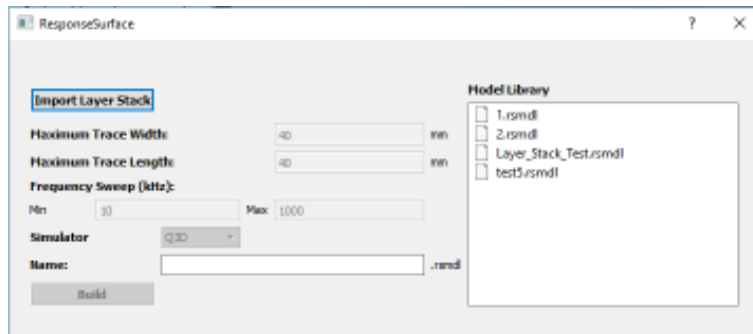 ResponseSurface ? ×
Import Layer Stack
Maximum Trace Width: 40 mm
Maximum Trace Length: 40 mm
Frequency Sweep (kHz):
Min 10 Max 1000
Simulator Q3D
Name: .rsmdl
Build
Model Library
1.rsmdl
2.rsmdl
Layer_Stack_Test.rsmdl
test5.rsmdl